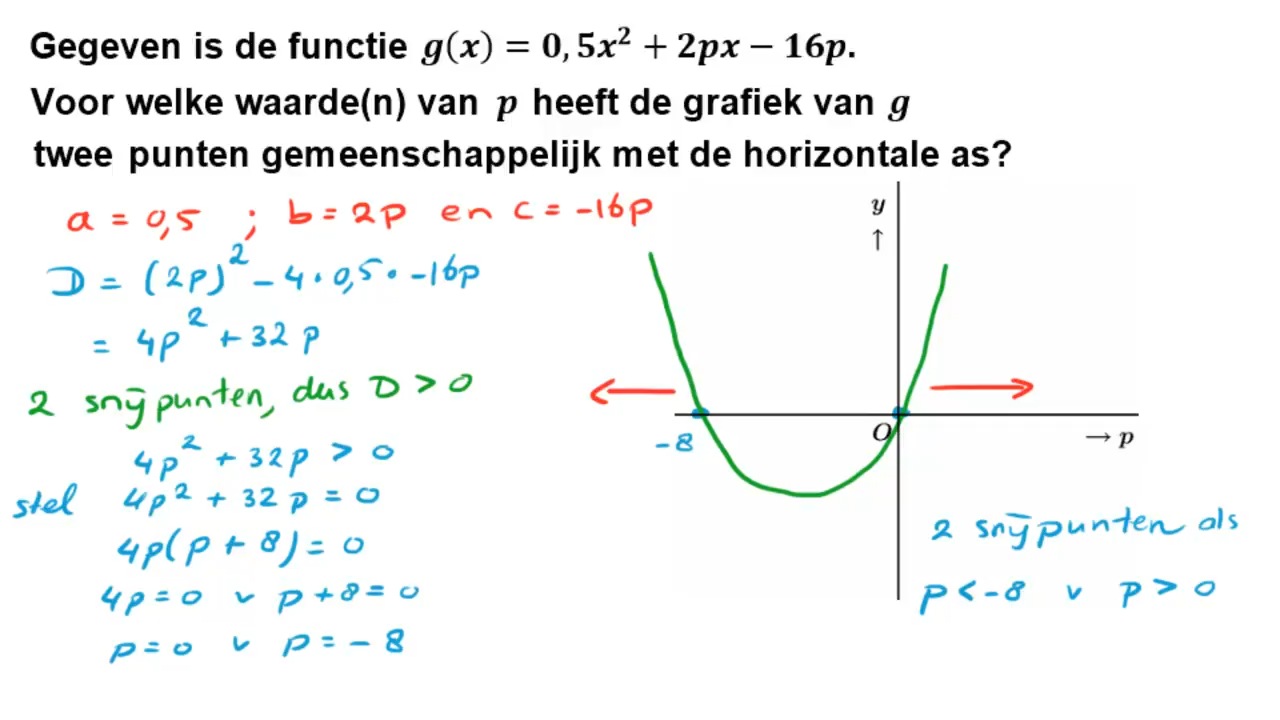 Gegeven is de functie g(x) = 0,5x² + 2px − 16p.
Voor welke waarde(n) van p heeft de grafiek van g
twee punten gemeenschappelijk met de horizontale as?
a = 0,5 ; b = 2p en c = -16p
D = (2p)² - 4 · 0,5 · -16p
= 4p² + 32p
2 snijpunten, dus D > 0
4p² + 32p > 0
stel 4p² + 32p = 0
4p(p + 8) = 0
4p = 0 v p + 8 = 0
p = 0 v p = -8
y
↑
-8
O
→ p
2 snijpunten als
p < -8 v p > 0